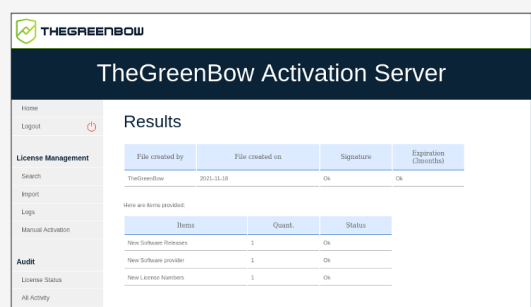 THEGREENBOW
TheGreenBow Activation Server
Home
Logout
License Management
Search
Import
Logs
Manual Activation
Audit
License Status
All Activity
Results
File created by File created on Signature Expiration
(3months)
TheGreenBow 2021-11-18 Ok Ok
Here are items provided:
Items Quant. Status
New Software Releases 1 Ok
New Software provider 1 Ok
New License Numbers 1 Ok